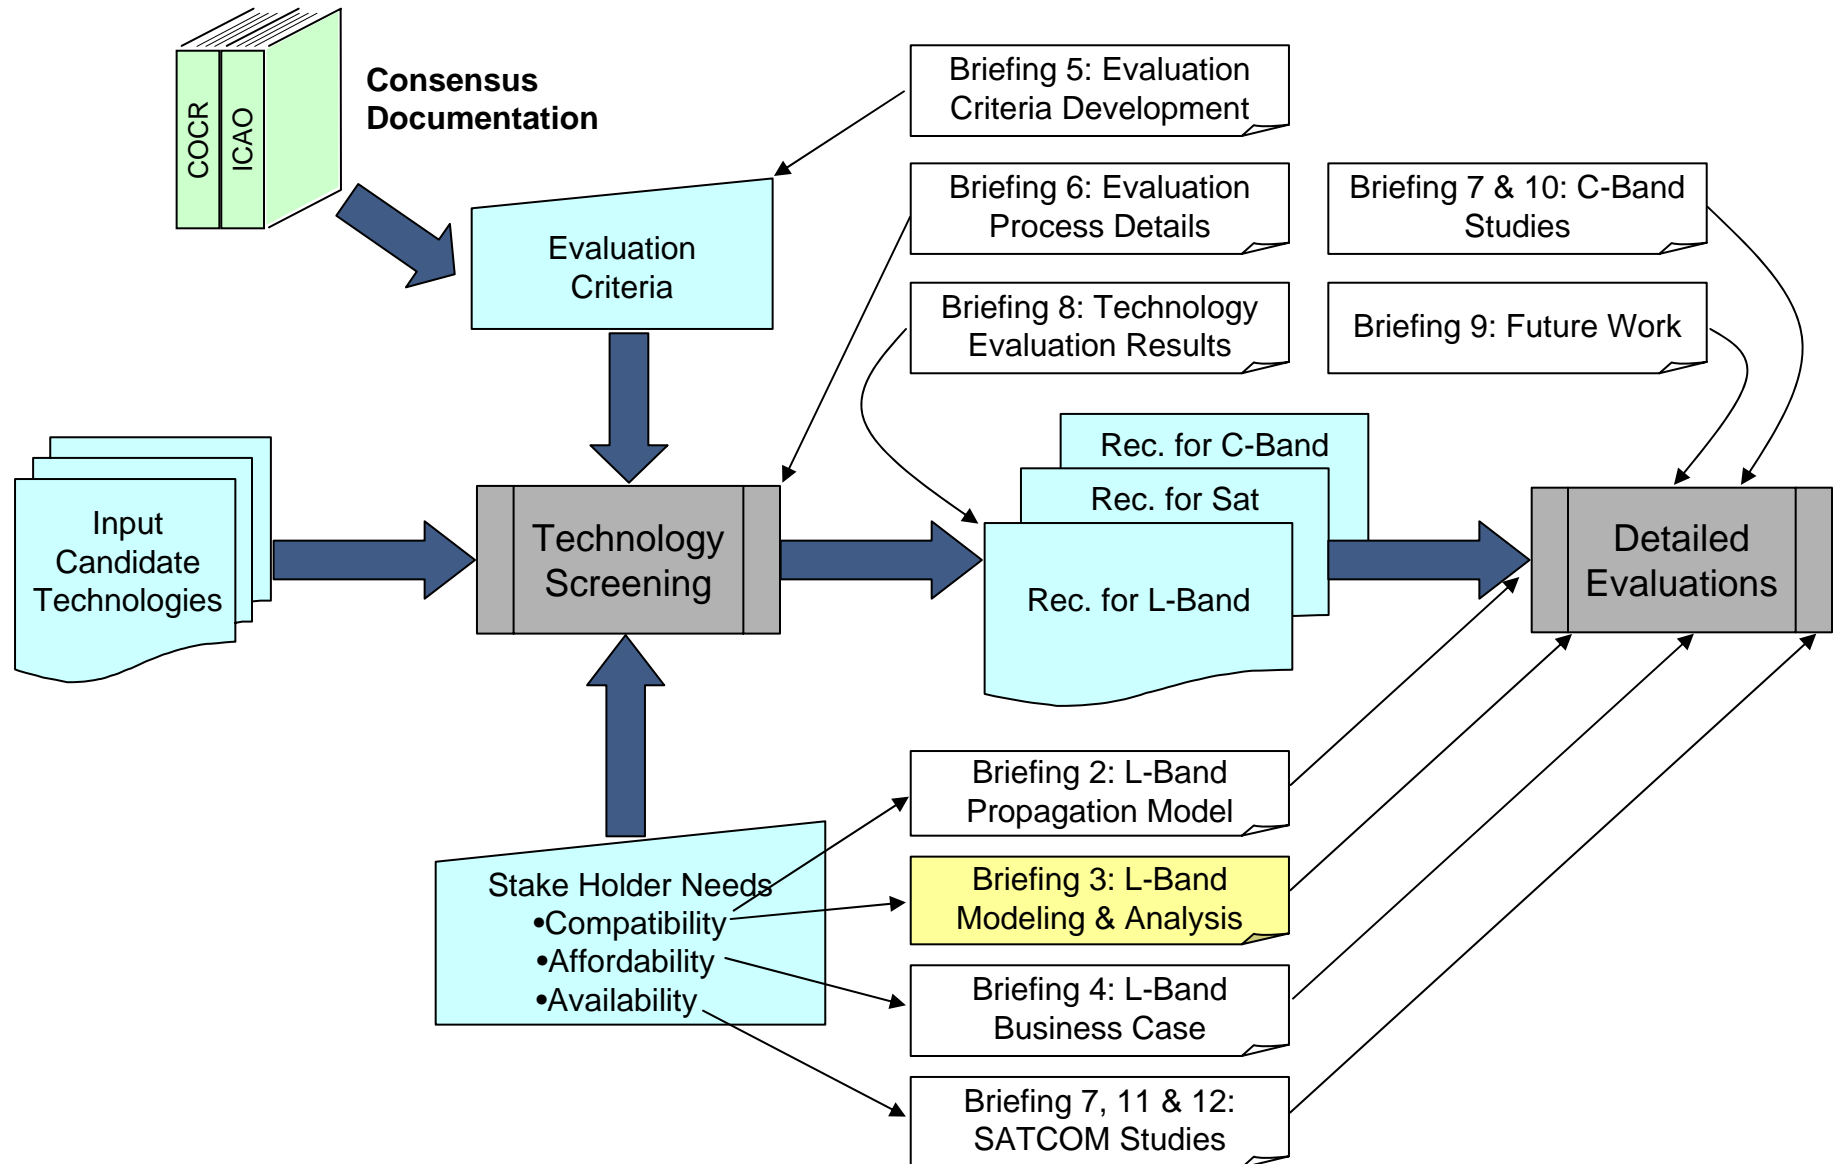 COCR
ICAO
Consensus
Documentation
Briefing 5: Evaluation
Criteria Development
Evaluation
Criteria
Briefing 6: Evaluation
Process Details
Briefing 7 & 10: C-Band
Studies
Briefing 8: Technology
Evaluation Results
Briefing 9: Future Work
Input
Candidate
Technologies
Technology
Screening
Rec. for C-Band
Rec. for Sat
Rec. for L-Band
Detailed
Evaluations
Stake Holder Needs
•Compatibility
•Affordability
•Availability
Briefing 2: L-Band
Propagation Model
Briefing 3: L-Band
Modeling & Analysis
Briefing 4: L-Band
Business Case
Briefing 7, 11 & 12:
SATCOM Studies